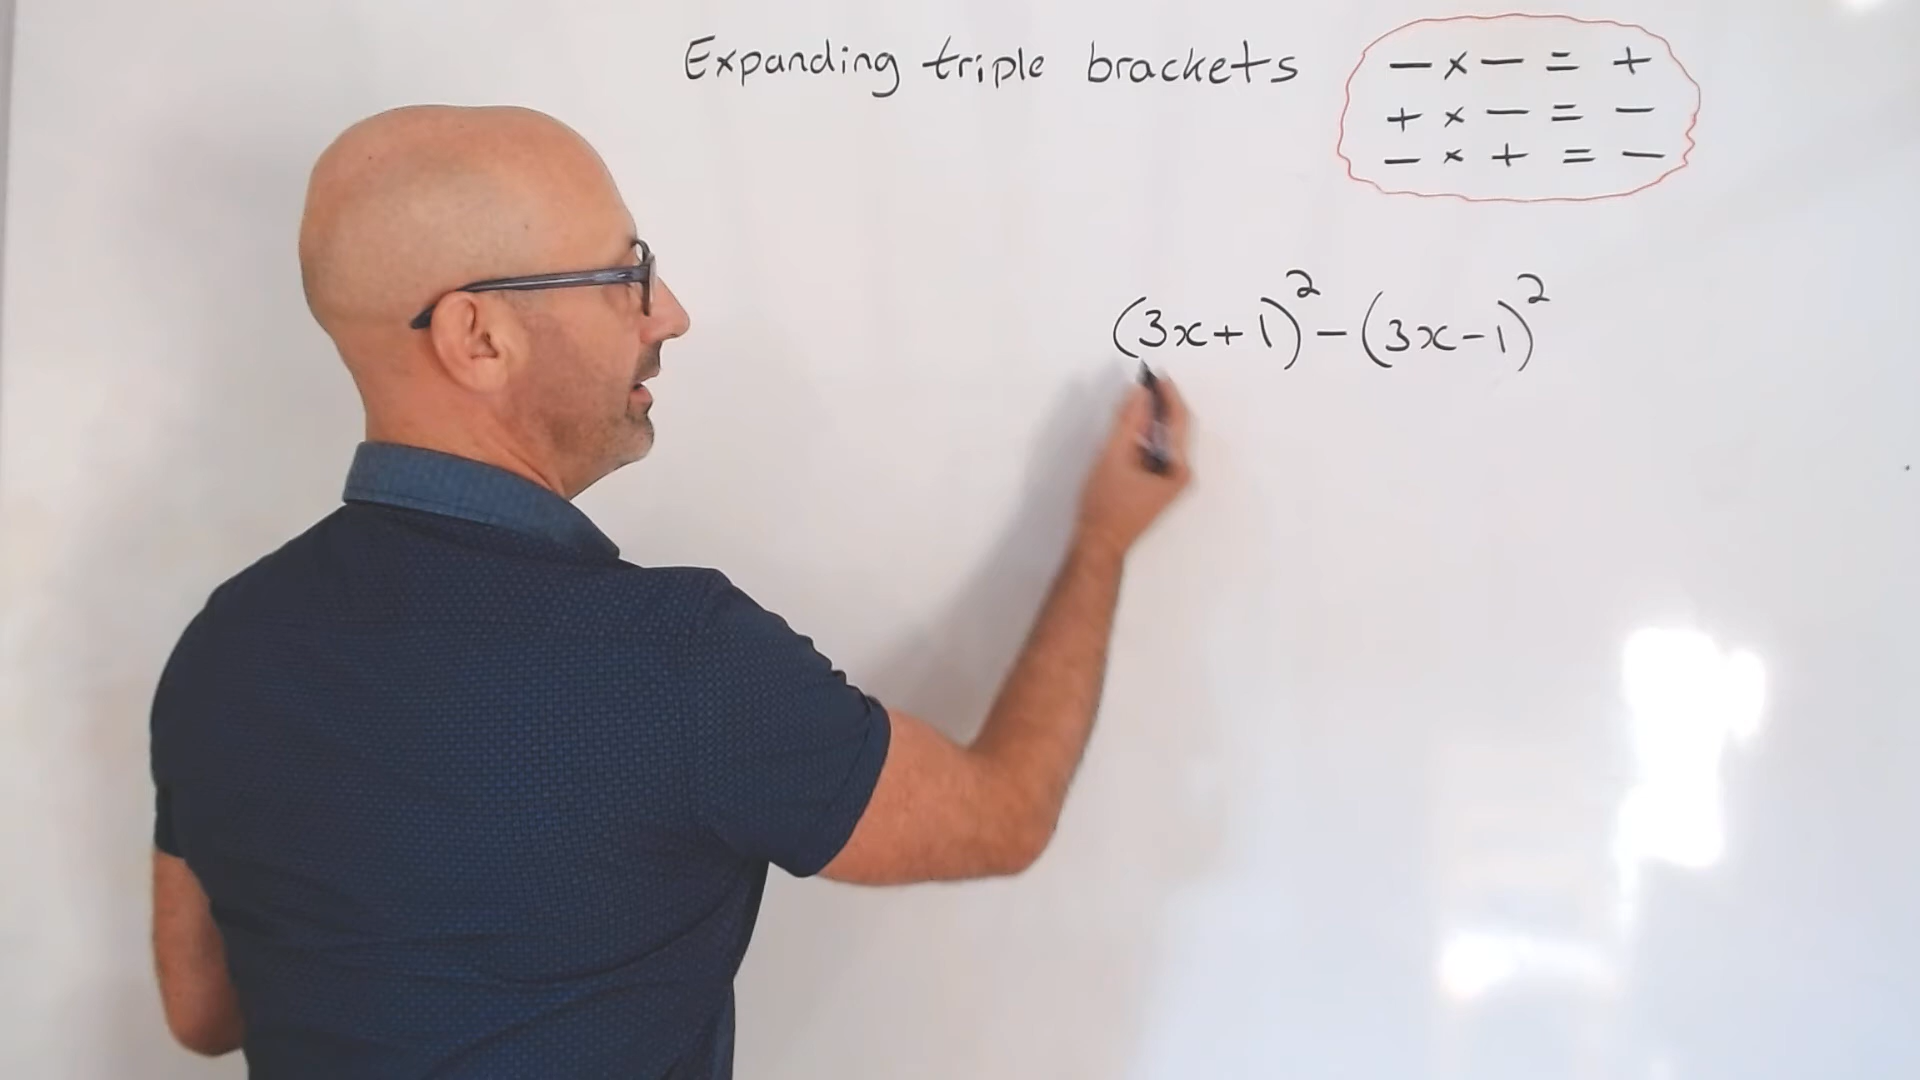 Expanding triple brackets
− × − = +
+ × − = −
− × + = −
(3x+1)² − (3x−1)²